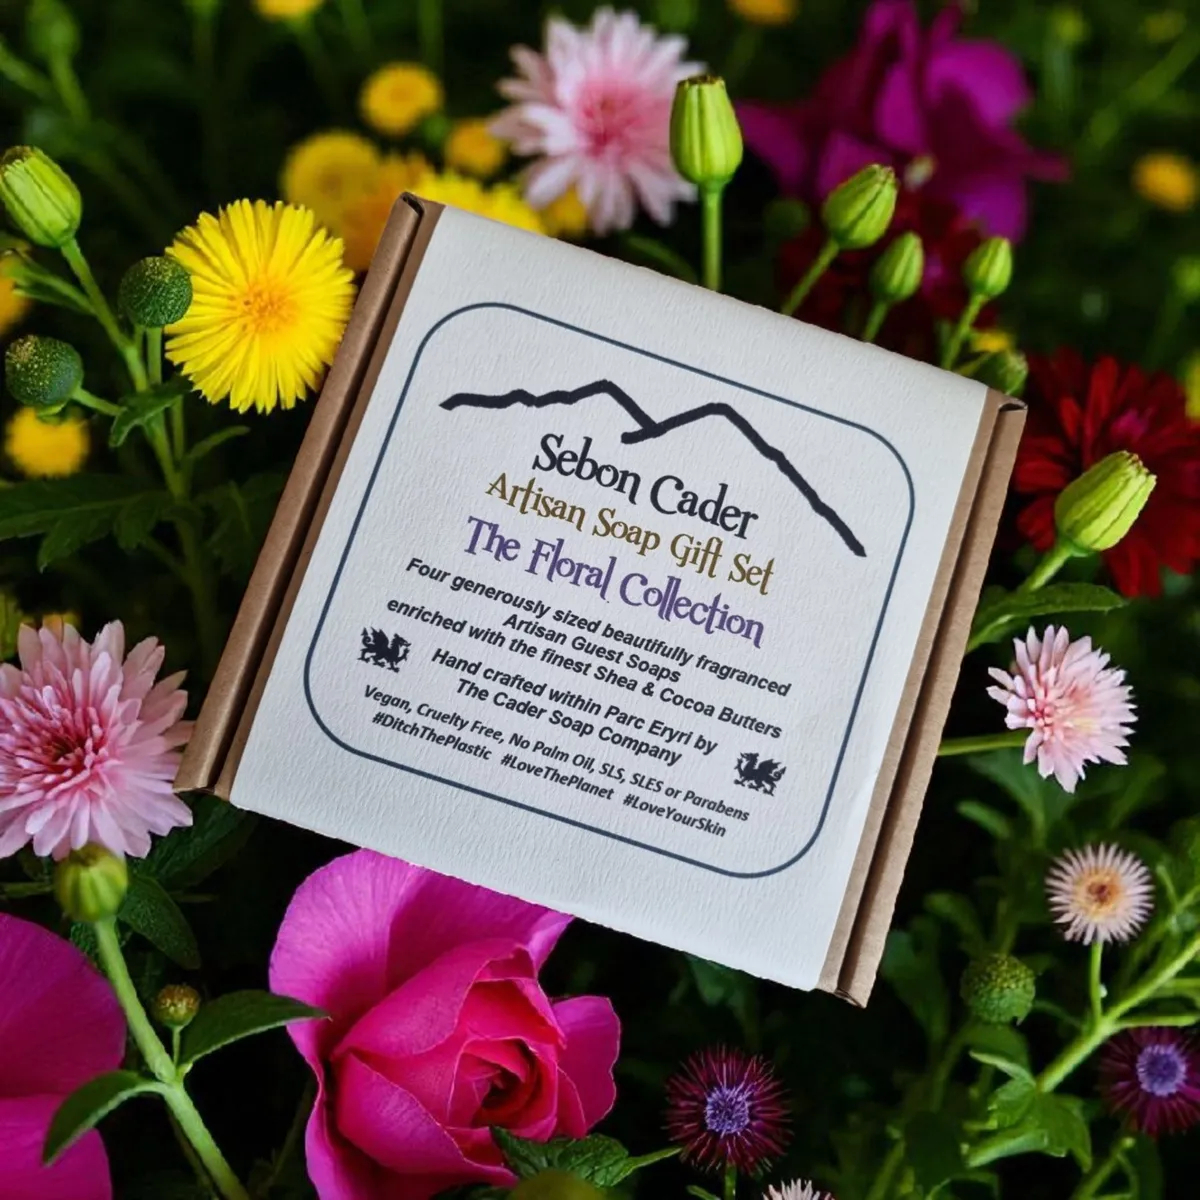 Sebon Cader
Artisan Soap Gift Set
The Floral Collection
Four generously sized beautifully fragranced
Artisan Guest Soaps
enriched with the finest Shea & Cocoa Butters
Hand crafted within Parc Eryri by
The Cader Soap Company
Vegan, Cruelty Free, No Palm Oil, SLS, SLES or Parabens
#DitchThePlastic #LoveThePlanet #LoveYourSkin